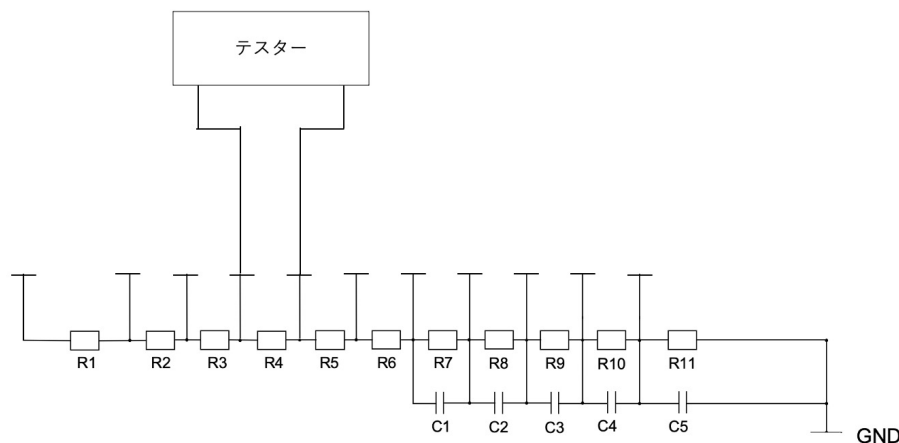 テスター
R1 R2 R3 R4 R5 R6 R7 R8 R9 R10 R11
C1 C2 C3 C4 C5
GND